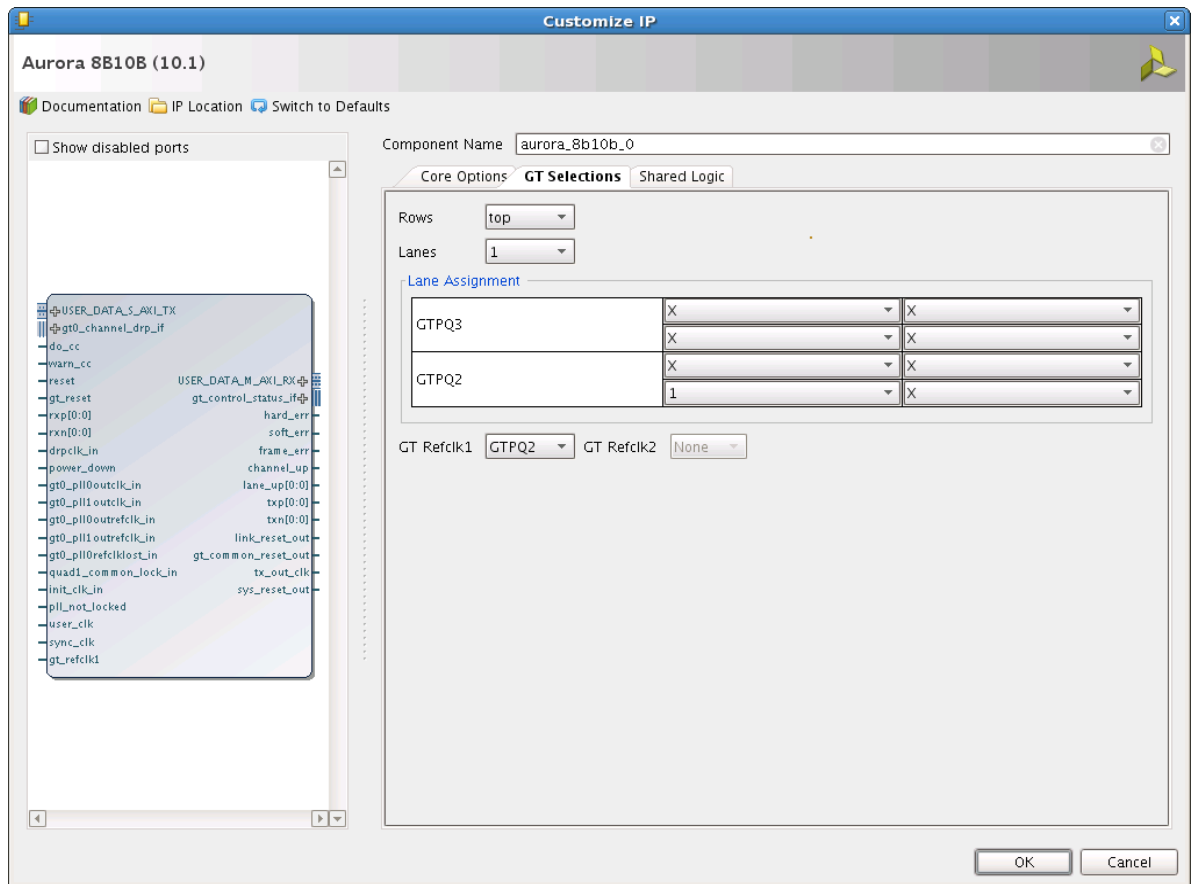 Customize IP
Aurora 8B10B (10.1)
Documentation IP Location Switch to Defaults
Show disabled ports
USER_DATA_S_AXI_TX
gt0_channel_drp_if
do_cc
warn_cc
reset
gt_reset
rxp[0:0]
rxn[0:0]
drpclk_in
power_down
gt0_pll0outclk_in
gt0_pll1outclk_in
gt0_pll0outrefclk_in
gt0_pll1outrefclk_in
gt0_pll0refclklost_in
quad1_common_lock_in
init_clk_in
pll_not_locked
user_clk
sync_clk
gt_refclk1
USER_DATA_M_AXI_RX
gt_control_status_if
hard_err
soft_err
frame_err
channel_up
lane_up[0:0]
txp[0:0]
txn[0:0]
link_reset_out
gt_common_reset_out
tx_out_clk
sys_reset_out
Component Name aurora_8b10b_0
Core Options GT Selections Shared Logic
Rows top
Lanes 1
Lane Assignment
GTPQ3
X X
X X
GTPQ2
X X
1 X
GT Refclk1 GTPQ2 GT Refclk2 None
OK Cancel